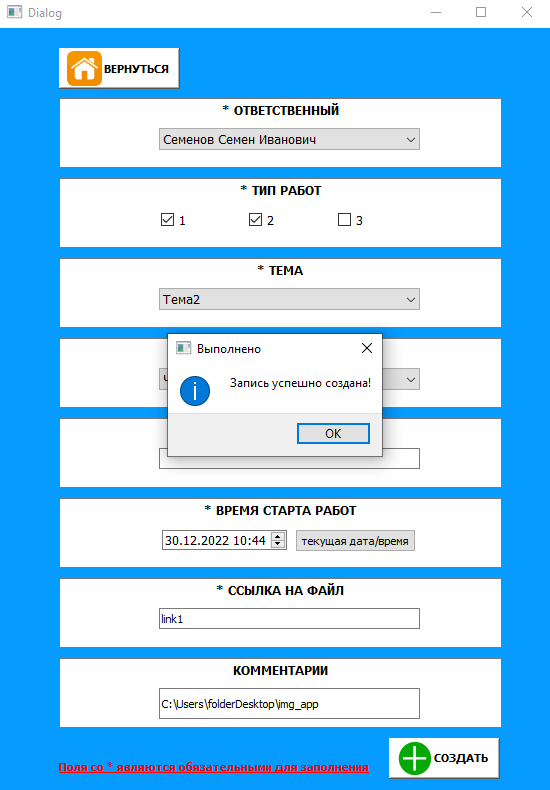 Dialog
ВЕРНУТЬСЯ
* ОТВЕТСТВЕННЫЙ
Семенов Семен Иванович
* ТИП РАБОТ
1 2 3
* ТЕМА
Тема2
Выполнено
Запись успешно создана!
OK
* ВРЕМЯ СТАРТА РАБОТ
30.12.2022 10:44 текущая дата/время
* ССЫЛКА НА ФАЙЛ
link1
КОММЕНТАРИИ
C:\Users\folderDesktop\img_app
Поля со * являются обязательными для заполнения
СОЗДАТЬ